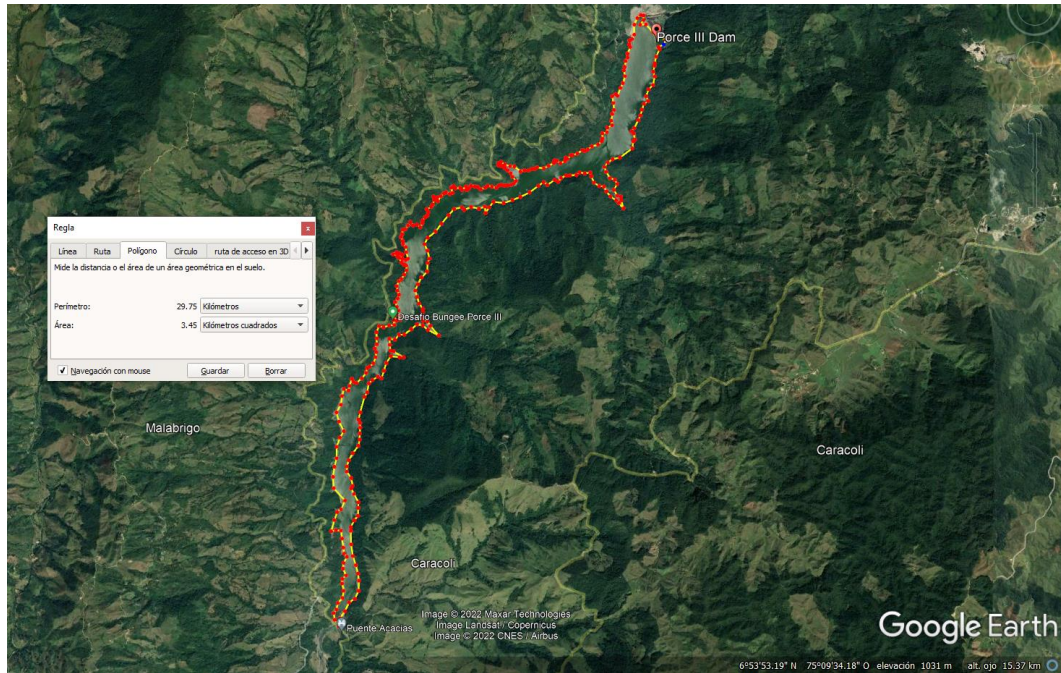 Porce III Dam
Regla
x
Línea Ruta Polígono Círculo ruta de acceso en 3D
Mide la distancia o el área de un área geométrica en el suelo.
Perímetro: 29.75 Kilómetros
Área: 3.45 Kilómetros cuadrados
Navegación con mouse Guardar Borrar
Desafio Bungee Porce III
Malabrigo
Caracoli
Caracoli
Puente Acacias
Image © 2022 Maxar Technologies
Image Landsat / Copernicus
Image © 2022 CNES / Airbus
Google Earth
6°53'53.19" N 75°09'34.18" O elevación 1031 m alt. ojo 15.37 km